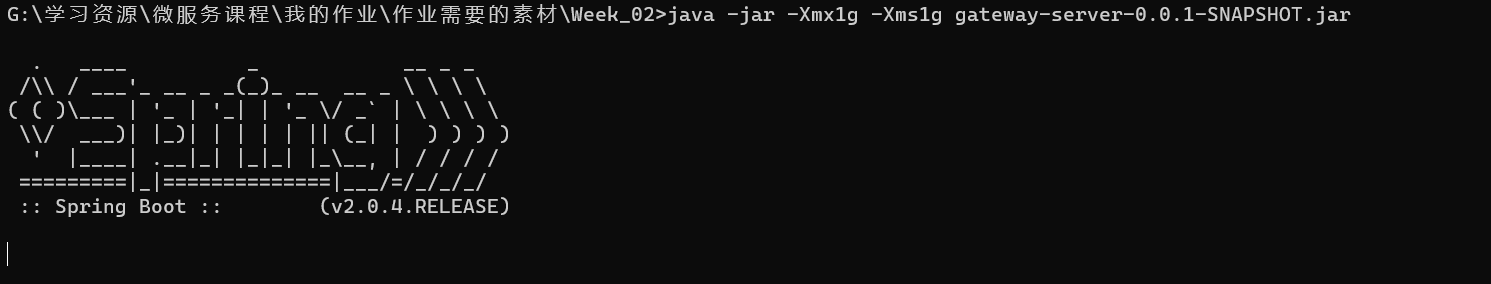 G:\学习资源\微服务课程\我的作业\作业需要的素材\Week_02>java -jar -Xmx1g -Xms1g gateway-server-0.0.1-SNAPSHOT.jar
  .   ____          _            __ _ _
 /\\ / ___'_ __ _ _(_)_ __  __ _ \ \ \ \
( ( )\___ | '_ | '_| | '_ \/ _` | \ \ \ \
 \\/  ___)| |_)| | | | | || (_| |  ) ) ) )
  '  |____| .__|_| |_|_| |_\__, | / / / /
 =========|_|==============|___/=/_/_/_/
 :: Spring Boot ::        (v2.0.4.RELEASE)